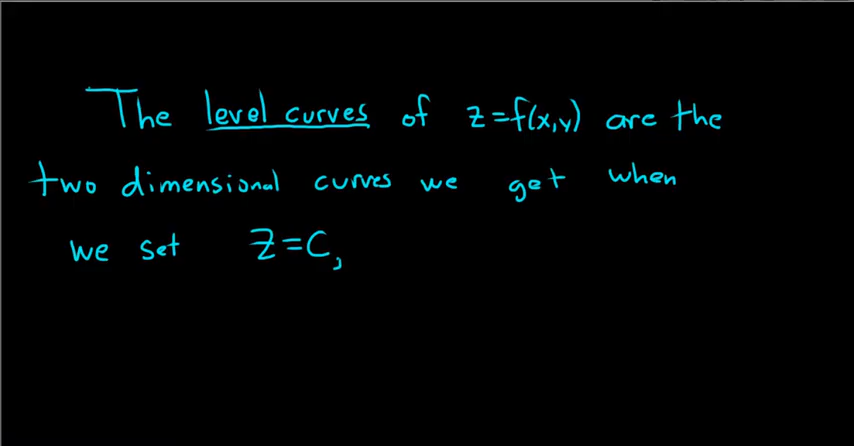 The level curves of z=f(x,y) are the
two dimensional curves we get when
we set Z=C,